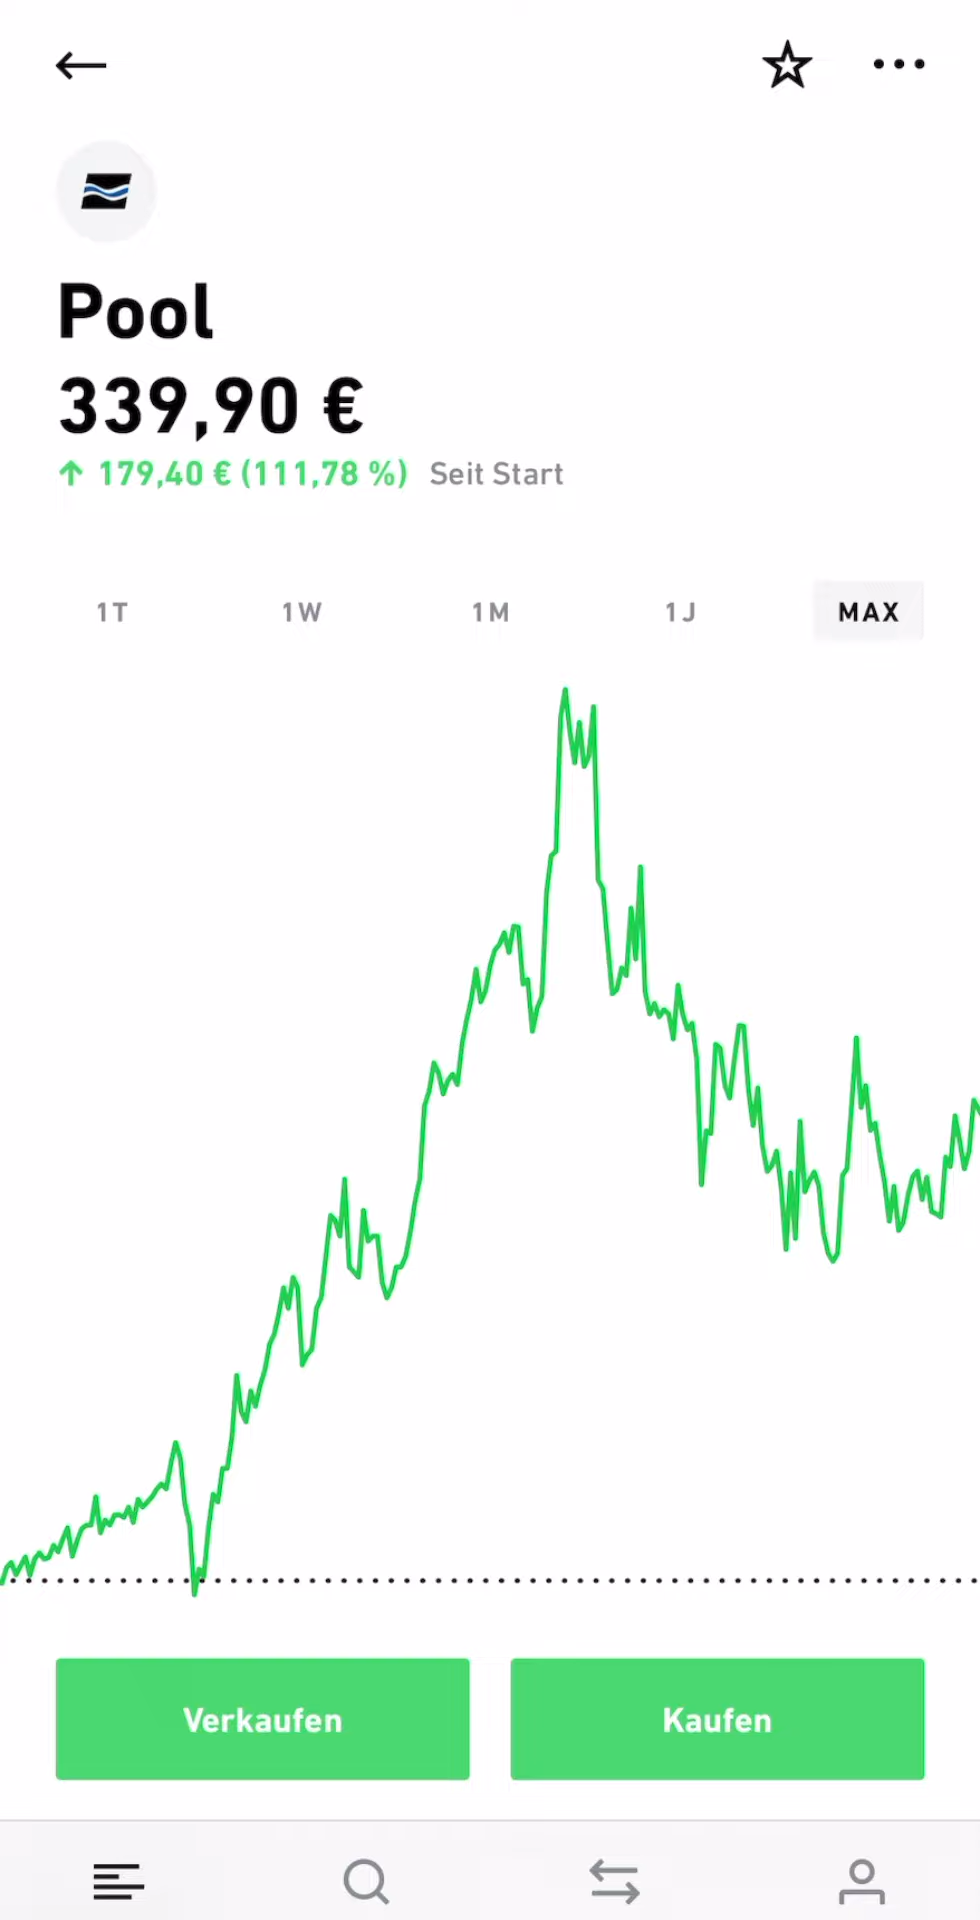 Pool
339,90 €
↑ 179,40 € (111,78 %) Seit Start
1T 1W 1M 1J MAX
Verkaufen Kaufen